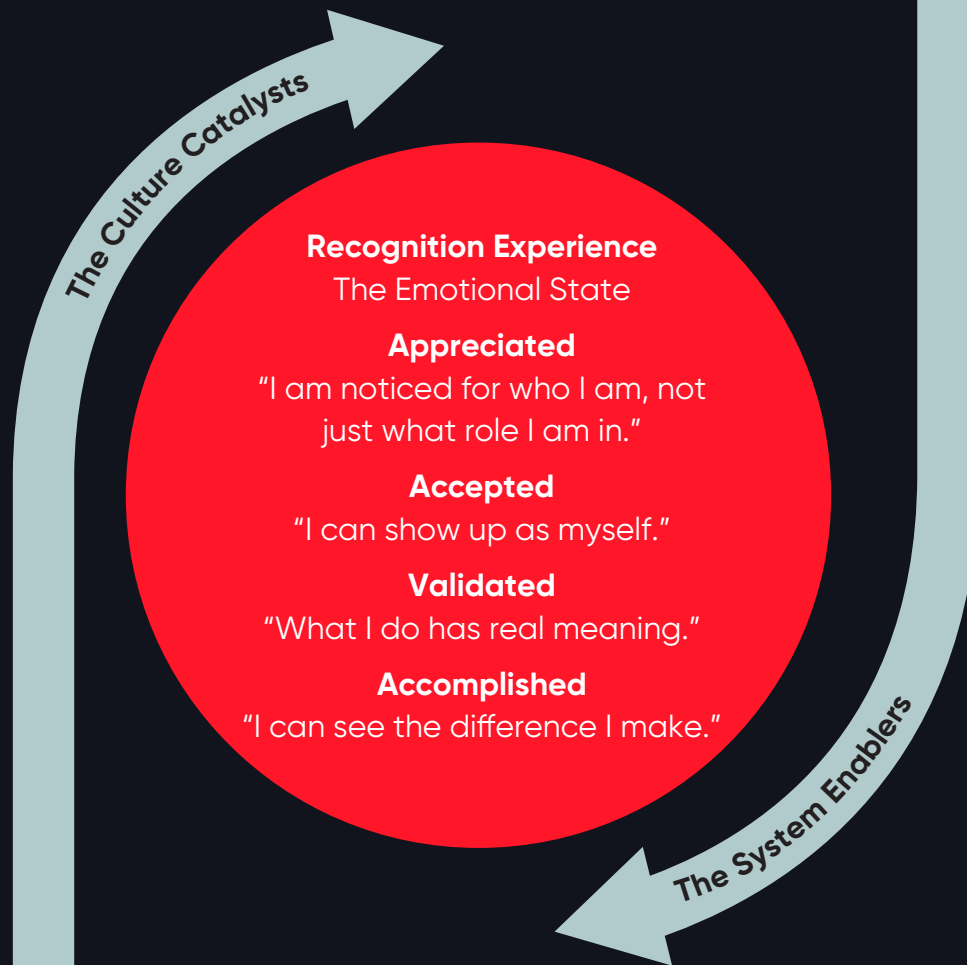 The Culture Catalysts
Recognition Experience
The Emotional State
Appreciated
“I am noticed for who I am, not
just what role I am in.”
Accepted
“I can show up as myself.”
Validated
“What I do has real meaning.”
Accomplished
“I can see the difference I make.”
The System Enablers